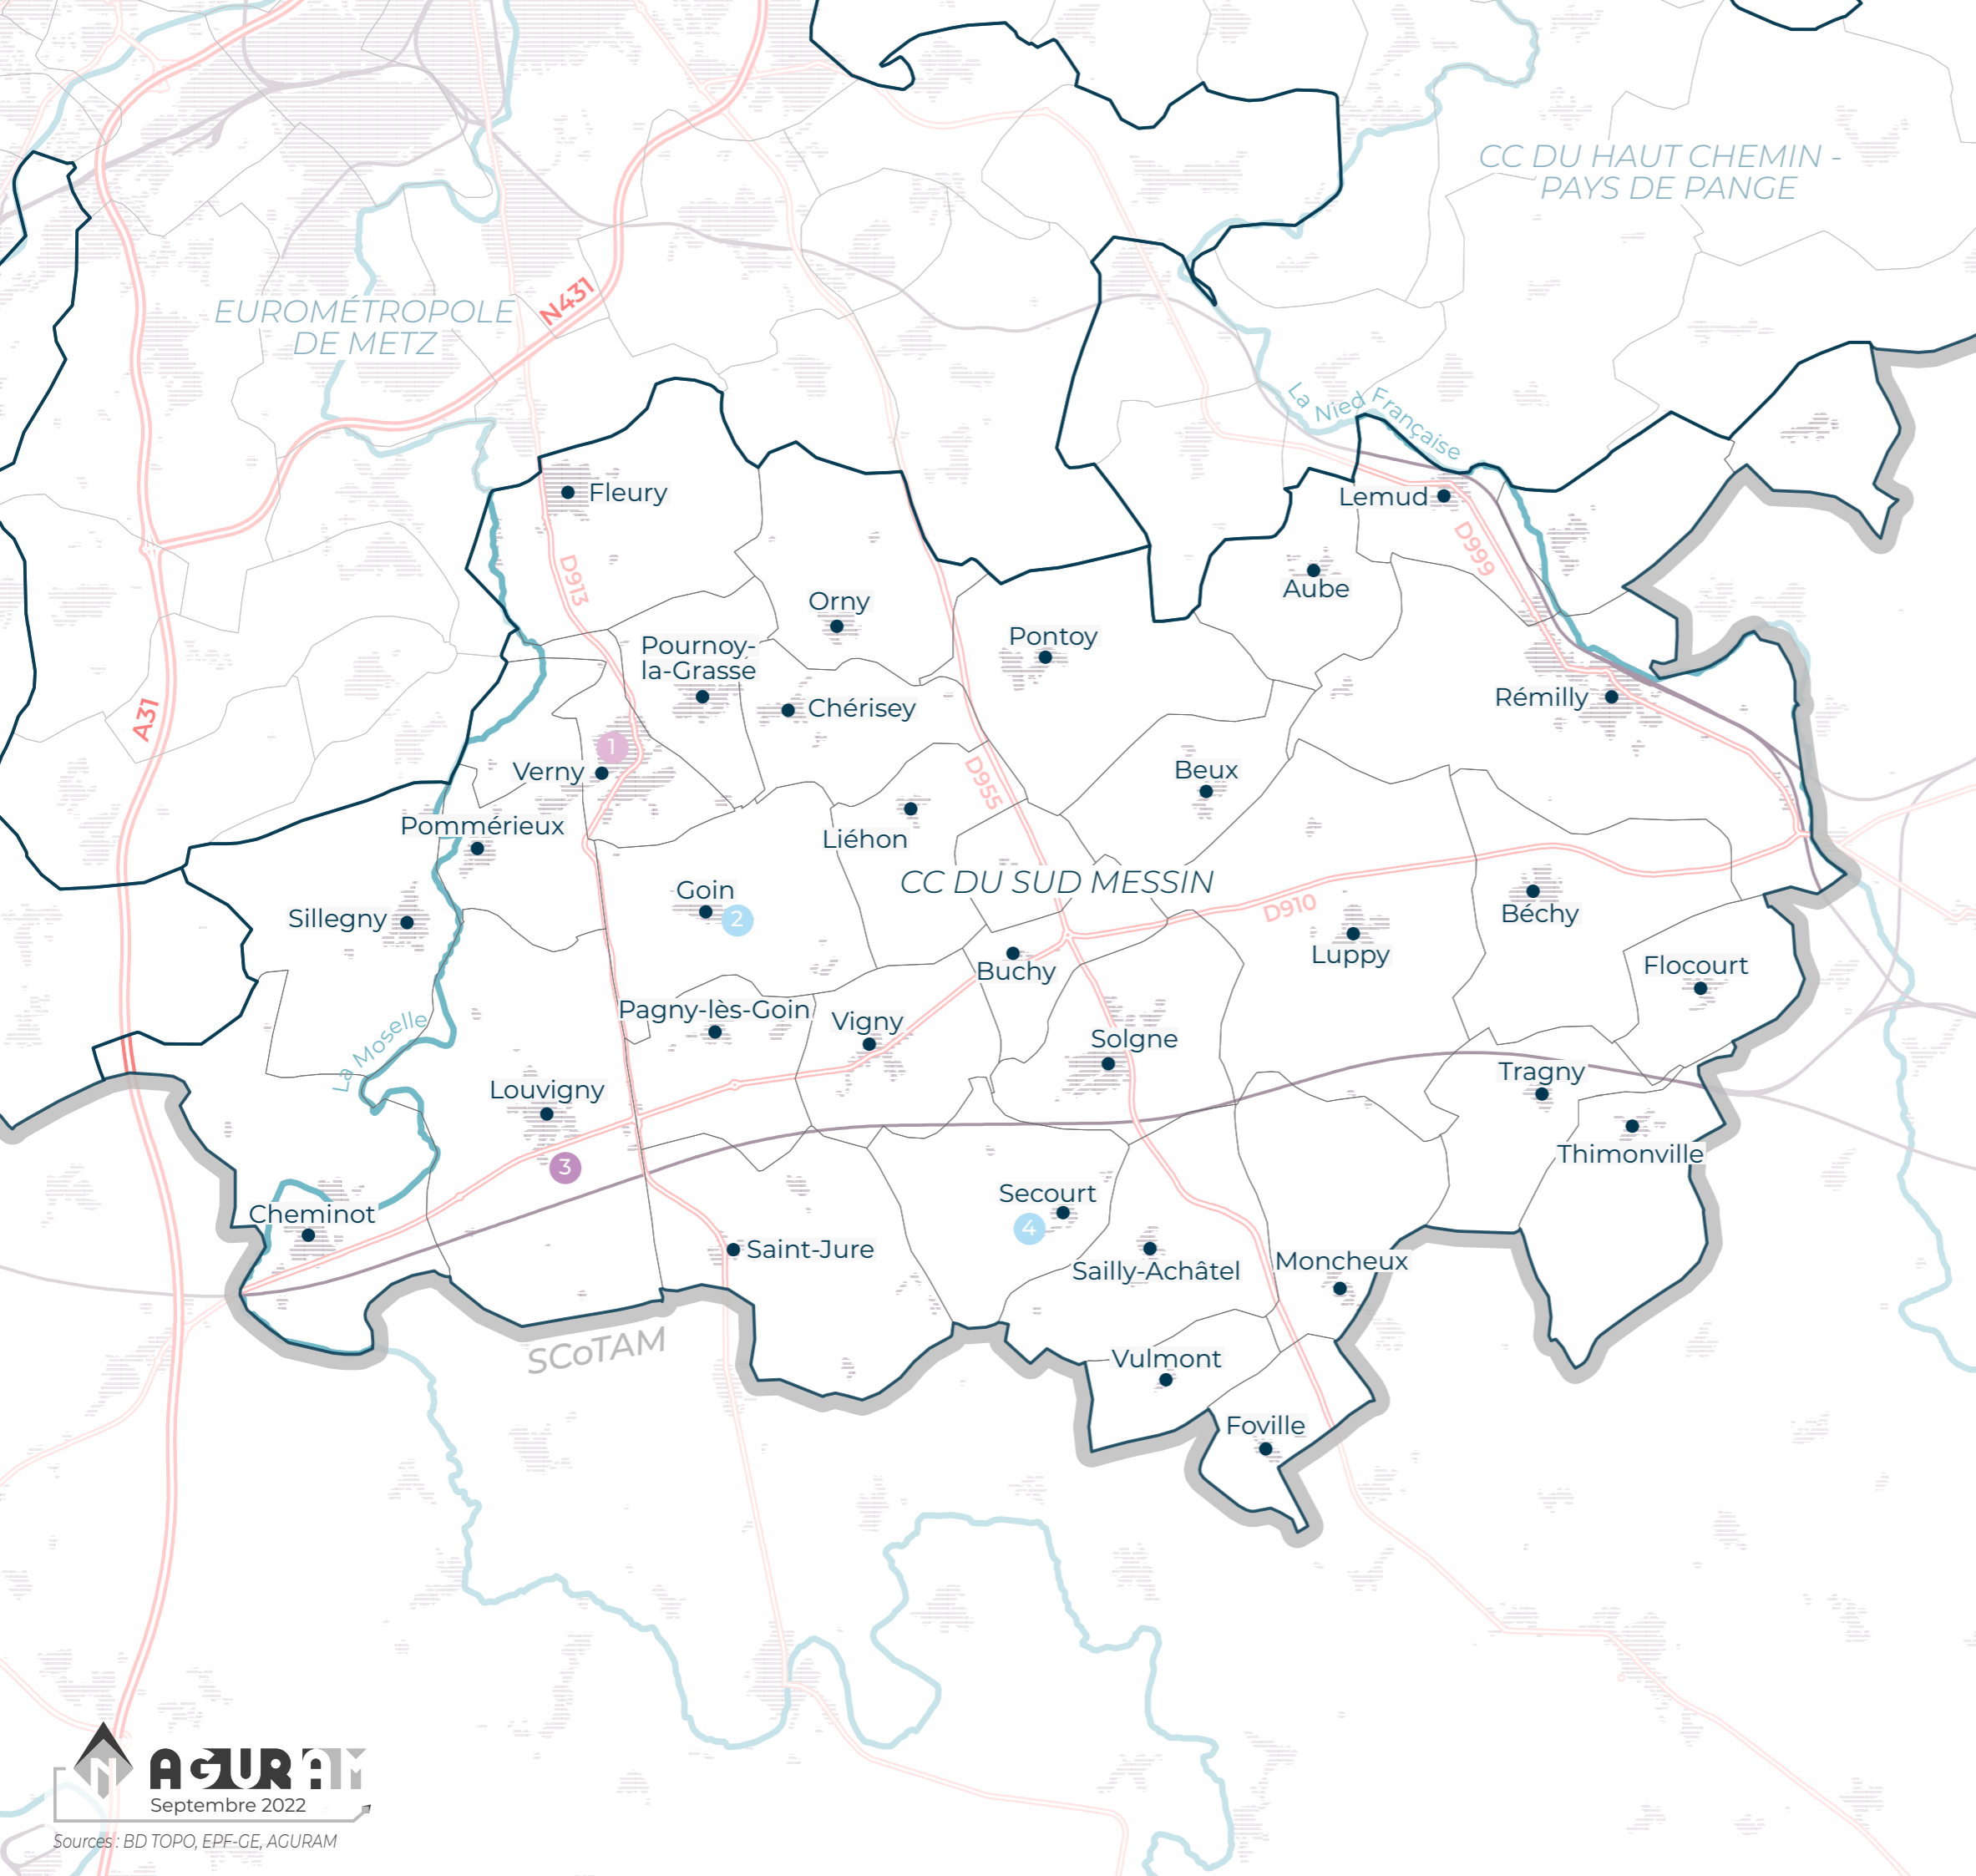 CC DU HAUT CHEMIN -
PAYS DE PANGE
EUROMÉTROPOLE
DE METZ
N431
La Nied Française
Fleury
Lemud
D999
D913
Aube
Orny
Pontoy
Pournoy-
la-Grasse
Rémilly
Chérisey
A31
1
Verny
D955
Beux
Pommérieux
Liéhon
CC DU SUD MESSIN
Goin
2
D910
Béchy
Sillegny
Luppy
Buchy
Flocourt
Pagny-lès-Goin
Vigny
La Moselle
Solgne
Louvigny
Tragny
Thimonville
3
Secourt
4
Cheminot
Saint-Jure
Sailly-Achâtel
Moncheux
SCoTAM
Vulmont
Foville
N
AGURAM
Septembre 2022
Sources : BD TOPO, EPF-GE, AGURAM